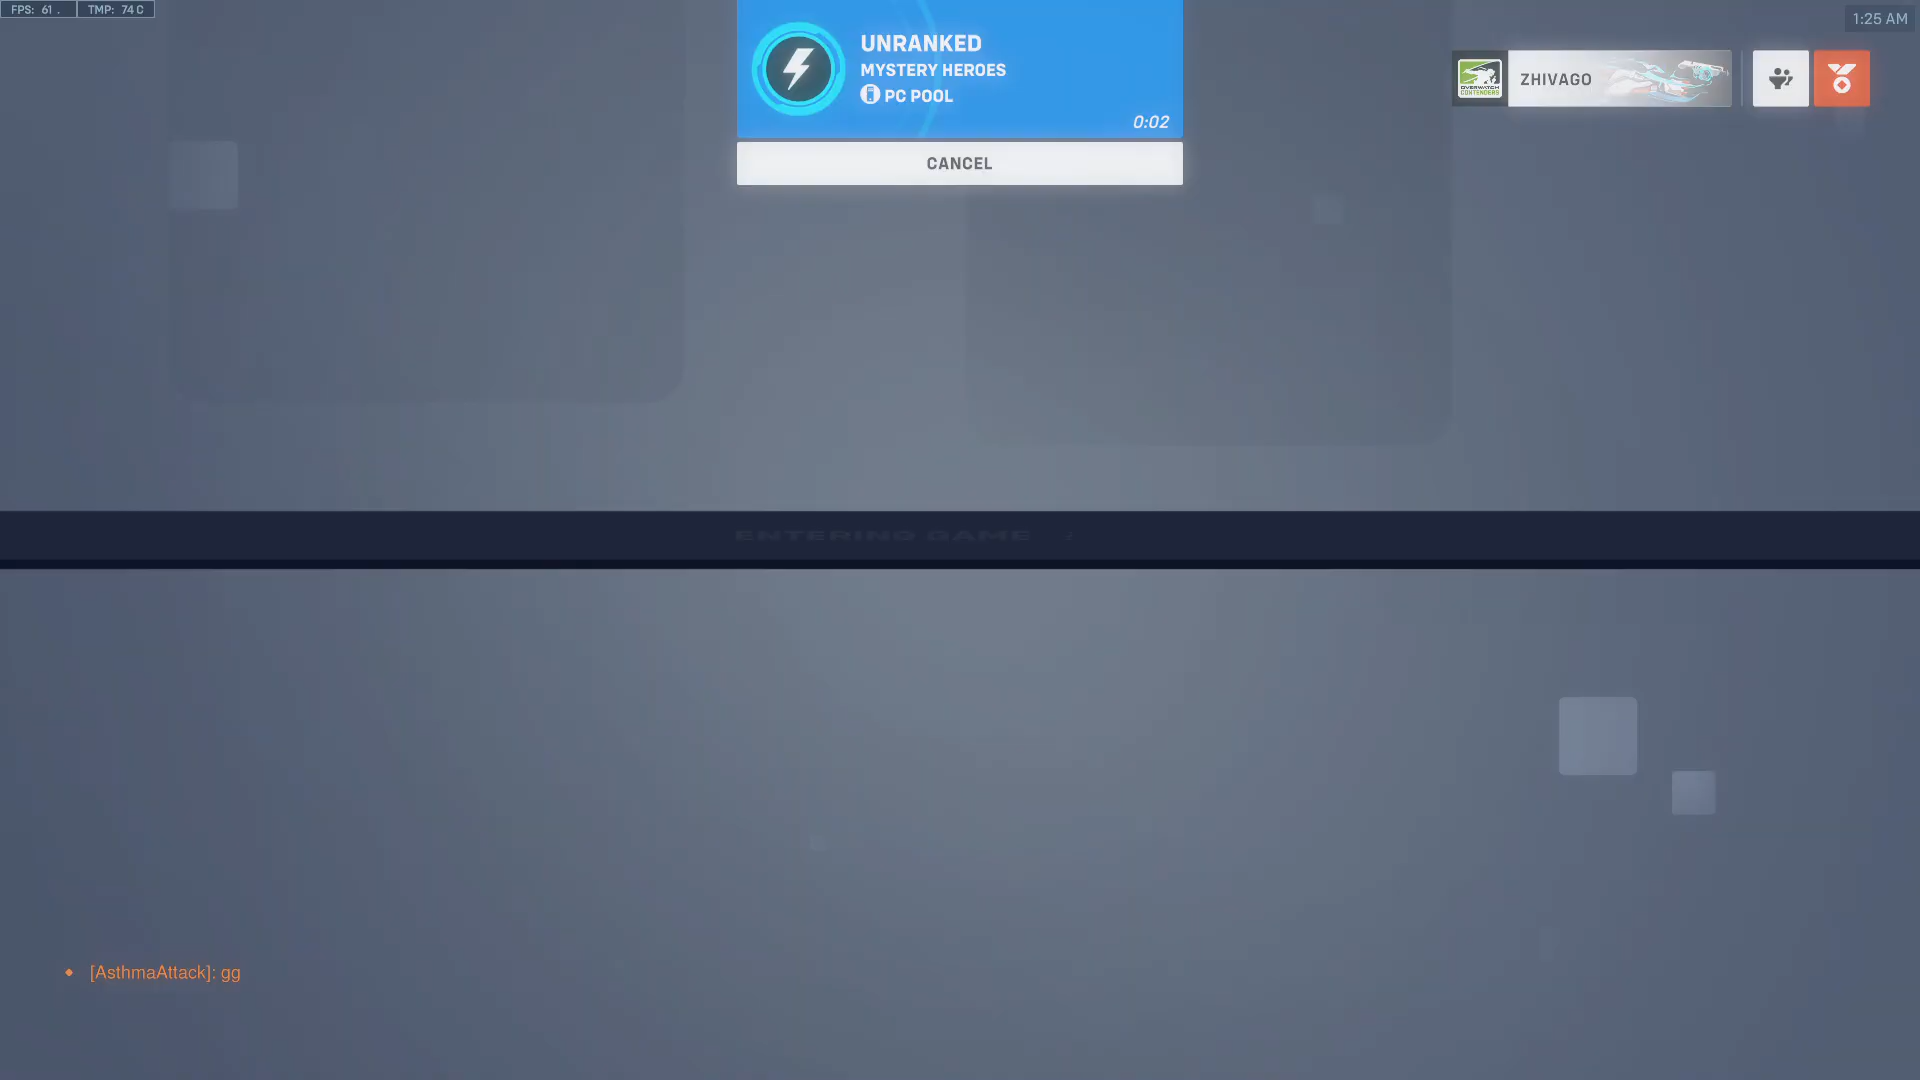 FPS: 61 .
TMP: 74 C
1:25 AM
UNRANKED
MYSTERY HEROES
PC POOL
0:02
CANCEL
OVERWATCH
CONTENDERS
ZHIVAGO
ENTERING GAME
[AsthmaAttack]: gg